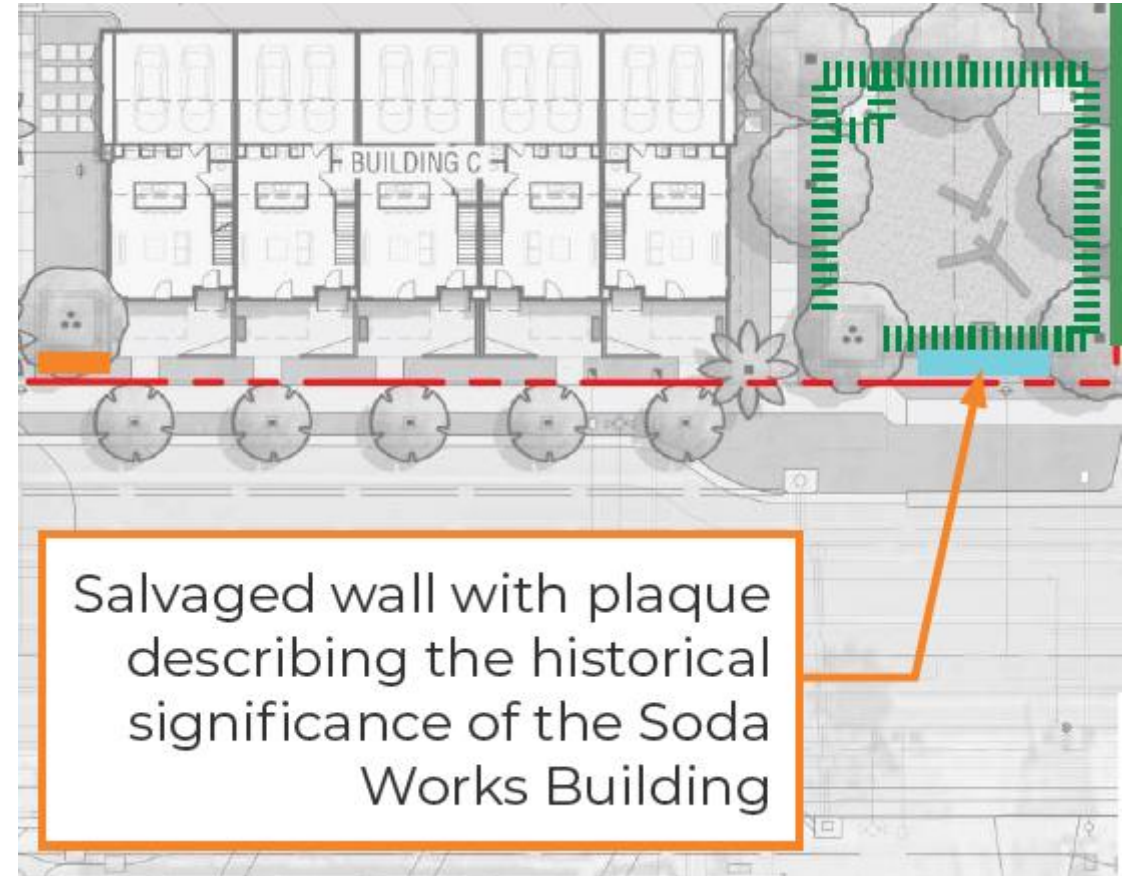 BUILDING C
Salvaged wall with plaque
describing the historical
significance of the Soda
Works Building